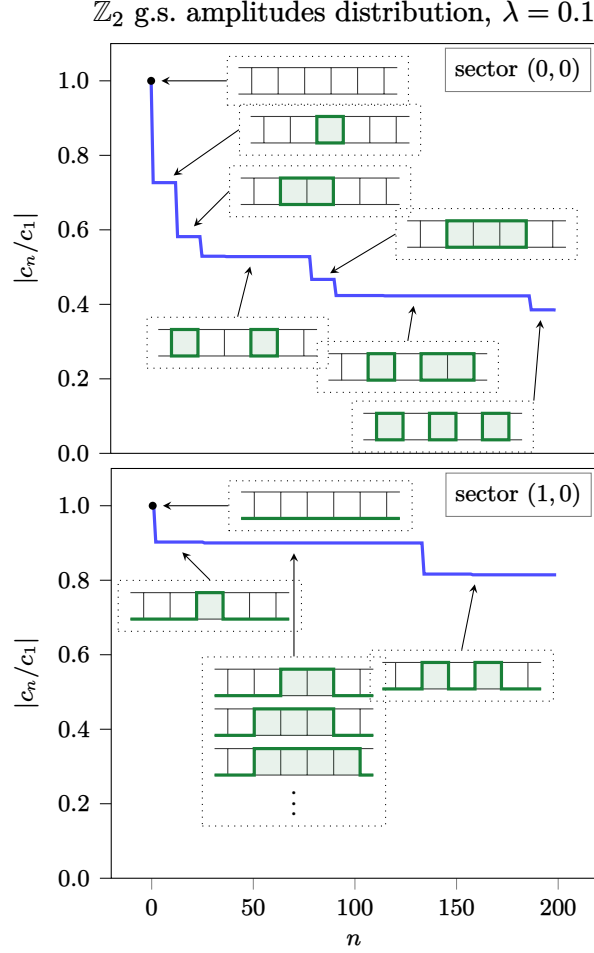 ℤ₂ g.s. amplitudes distribution, λ = 0.1
sector (0, 0)
|cₙ/c₁|
1.0
0.8
0.6
0.4
0.2
0.0
sector (1, 0)
|cₙ/c₁|
1.0
0.8
0.6
0.4
0.2
0.0
0
50
100
150
200
n